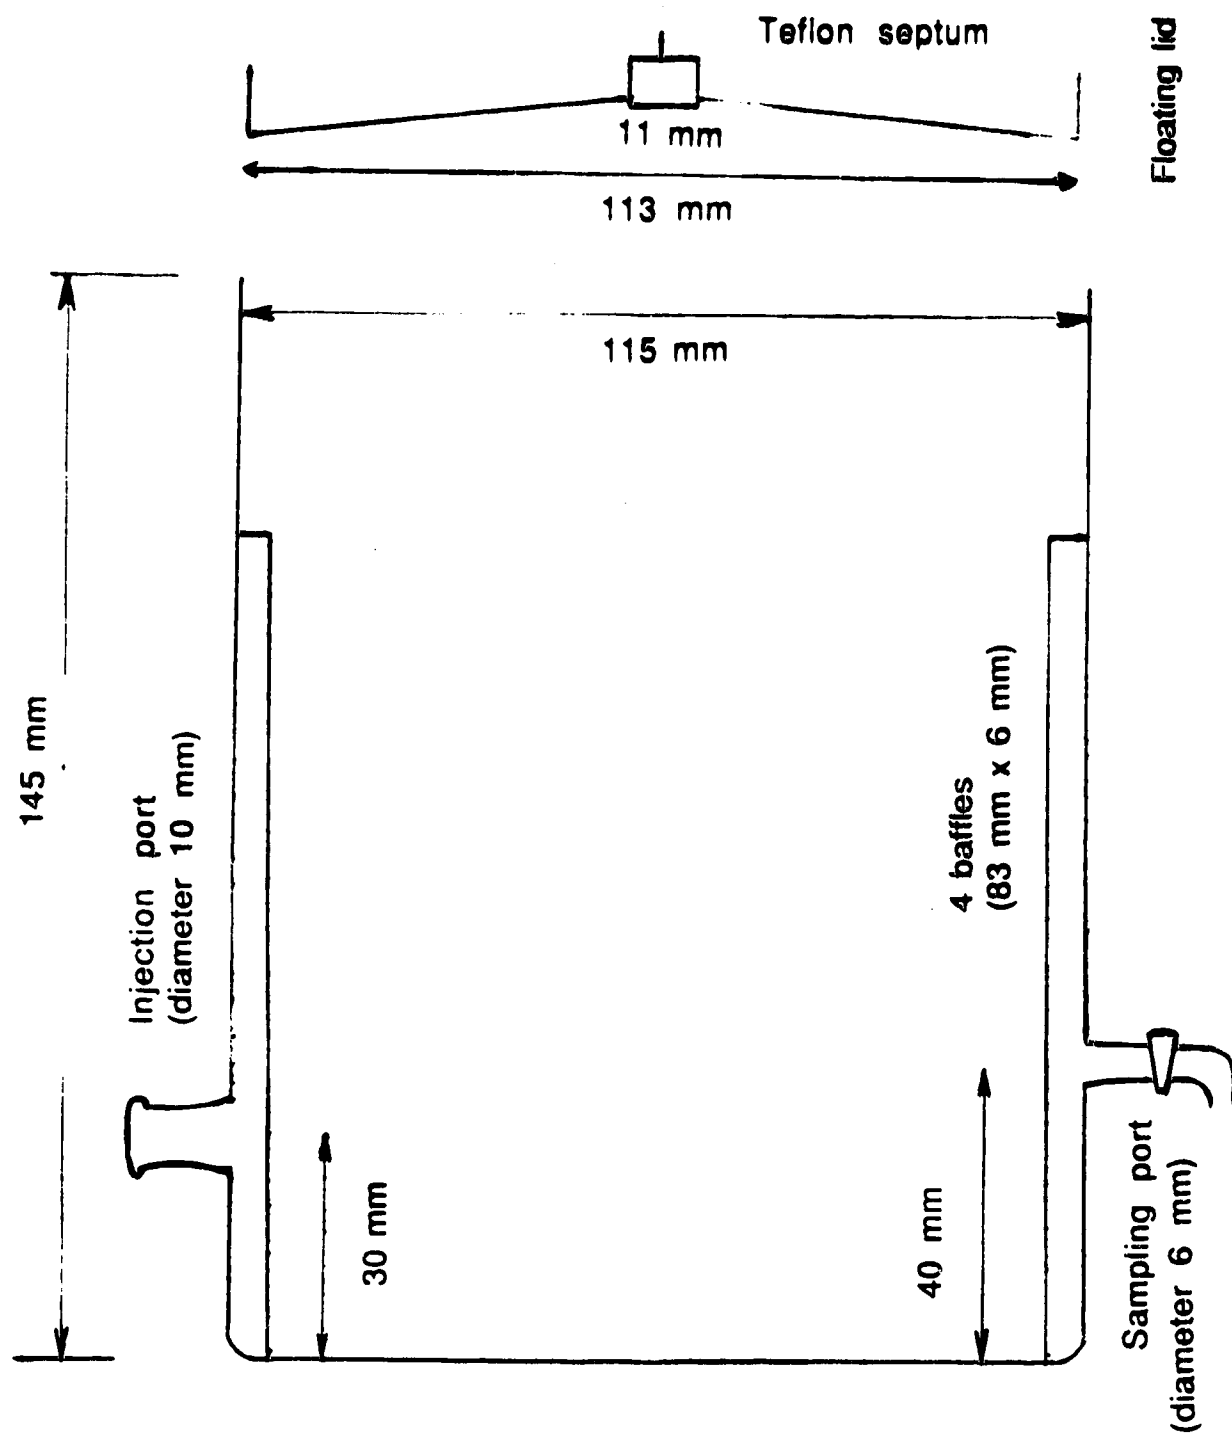 Teflon septum
Floating lid
11 mm
113 mm
115 mm
145 mm
Injection port
(diameter 10 mm)
4 baffles
(83 mm x 6 mm)
30 mm
40 mm
Sampling port
(diameter 6 mm)